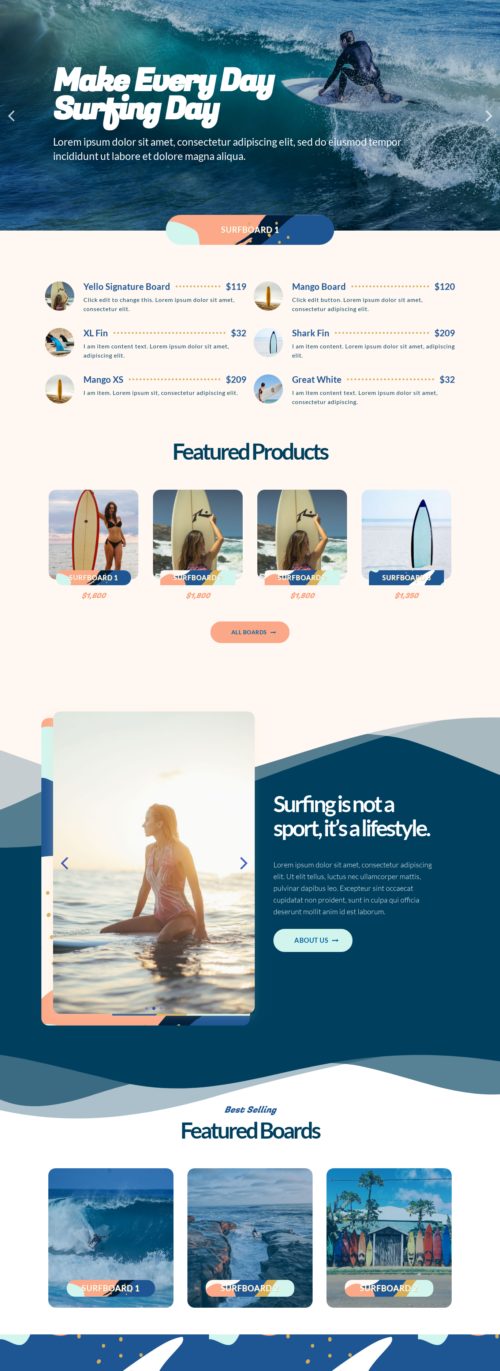 Make Every Day
Surfing Day
Lorem ipsum dolor sit amet, consectetur adipiscing elit, sed do eiusmod tempor
incididunt ut labore et dolore magna aliqua.
SURFBOARD 1
Yello Signature Board $119
Click edit to change this. Lorem ipsum dolor sit amet,
consectetur elit.
Mango Board $120
Click edit button. Lorem ipsum dolor sit amet,
consectetur elit.
XL Fin $32
I am item content text. Lorem ipsum dolor sit amet,
adipiscing elit.
Shark Fin $209
I am item content. Lorem ipsum dolor sit amet, consectetur
elit.
Mango XS $209
I am item. Lorem ipsum sit, consectetur adipiscing elit.
Great White $32
I am item content text. Lorem ipsum dolor sit amet,
consectetur adipiscing.
Featured Products
SURFBOARD 1
SURFBOARD
SURFBOARD
SURFBOARD
$1,800
$1,800
$1,800
$1,350
ALL BOARDS
Surfing is not a
sport, it's a lifestyle.
Lorem ipsum dolor sit amet, consectetur adipiscing
elit. Ut elit tellus, luctus nec ullamcorper mattis,
pulvinar dapibus leo. Excepteur sint occaecat
cupidatat non proident, sunt in culpa qui officia
deserunt mollit anim id est laborum.
ABOUT US
Best Selling
Featured Boards
SURFBOARD 1
SURFBOARD
SURFBOARD